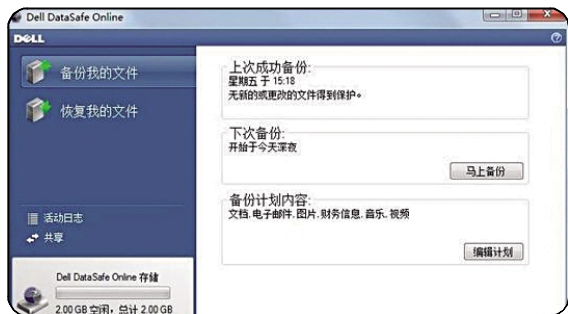 Dell DataSafe Online
DELL
备份我的文件
恢复我的文件
活动日志
共享
Dell DataSafe Online 存储
2.00 GB 空闲，总计 2.00 GB
上次成功备份:
星期五 于 15:18
无新的或更改的文件得到保护。
下次备份:
开始于今天深夜
马上备份
备份计划内容:
文档, 电子邮件, 图片, 财务信息, 音乐, 视频
编辑计划